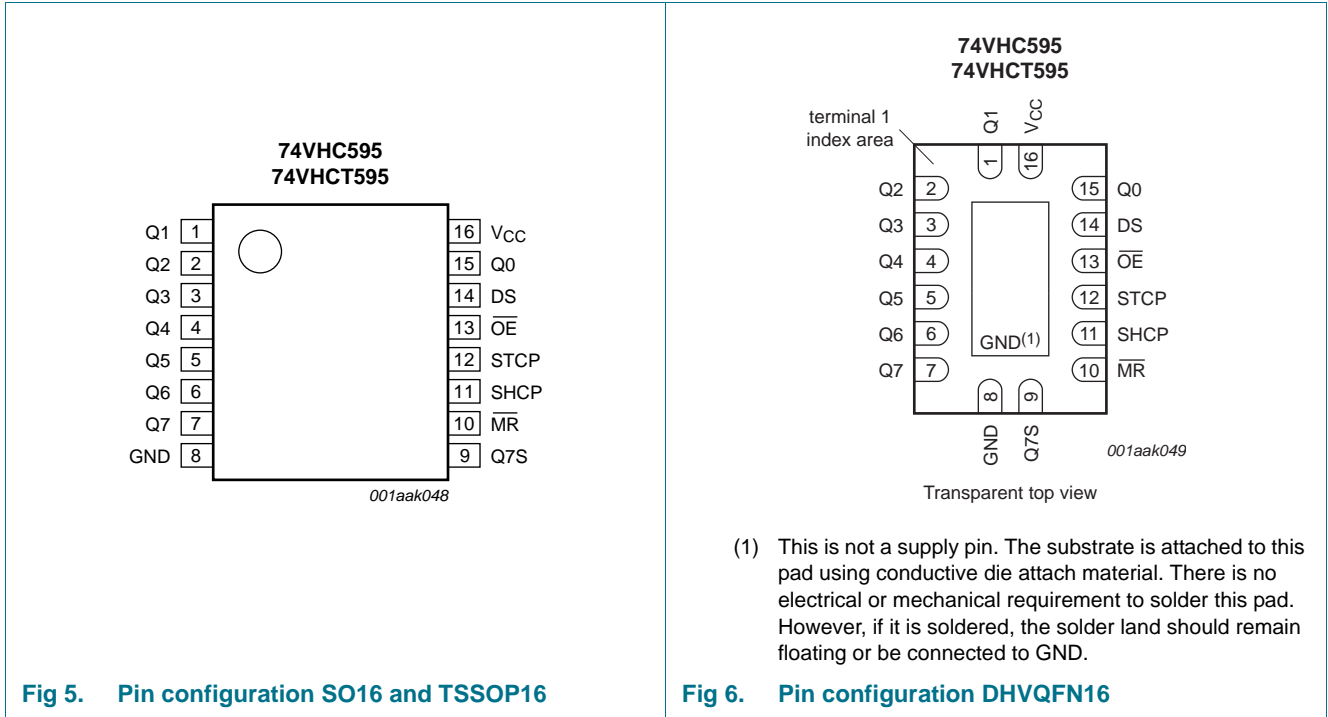 74VHC595
74VHCT595
Q1 1
Q2 2
Q3 3
Q4 4
Q5 5
Q6 6
Q7 7
GND 8
16 VCC
15 Q0
14 DS
13 OE
12 STCP
11 SHCP
10 MR
9 Q7S
001aak048
Fig 5. Pin configuration SO16 and TSSOP16
74VHC595
74VHCT595
terminal 1
index area
Q1 VCC
1 16
Q2 2
Q3 3
Q4 4
Q5 5
Q6 6
Q7 7
15 Q0
14 DS
13 OE
12 STCP
11 SHCP
10 MR
GND(1)
8 9
GND Q7S
001aak049
Transparent top view
(1) This is not a supply pin. The substrate is attached to this
pad using conductive die attach material. There is no
electrical or mechanical requirement to solder this pad.
However, if it is soldered, the solder land should remain
floating or be connected to GND.
Fig 6. Pin configuration DHVQFN16